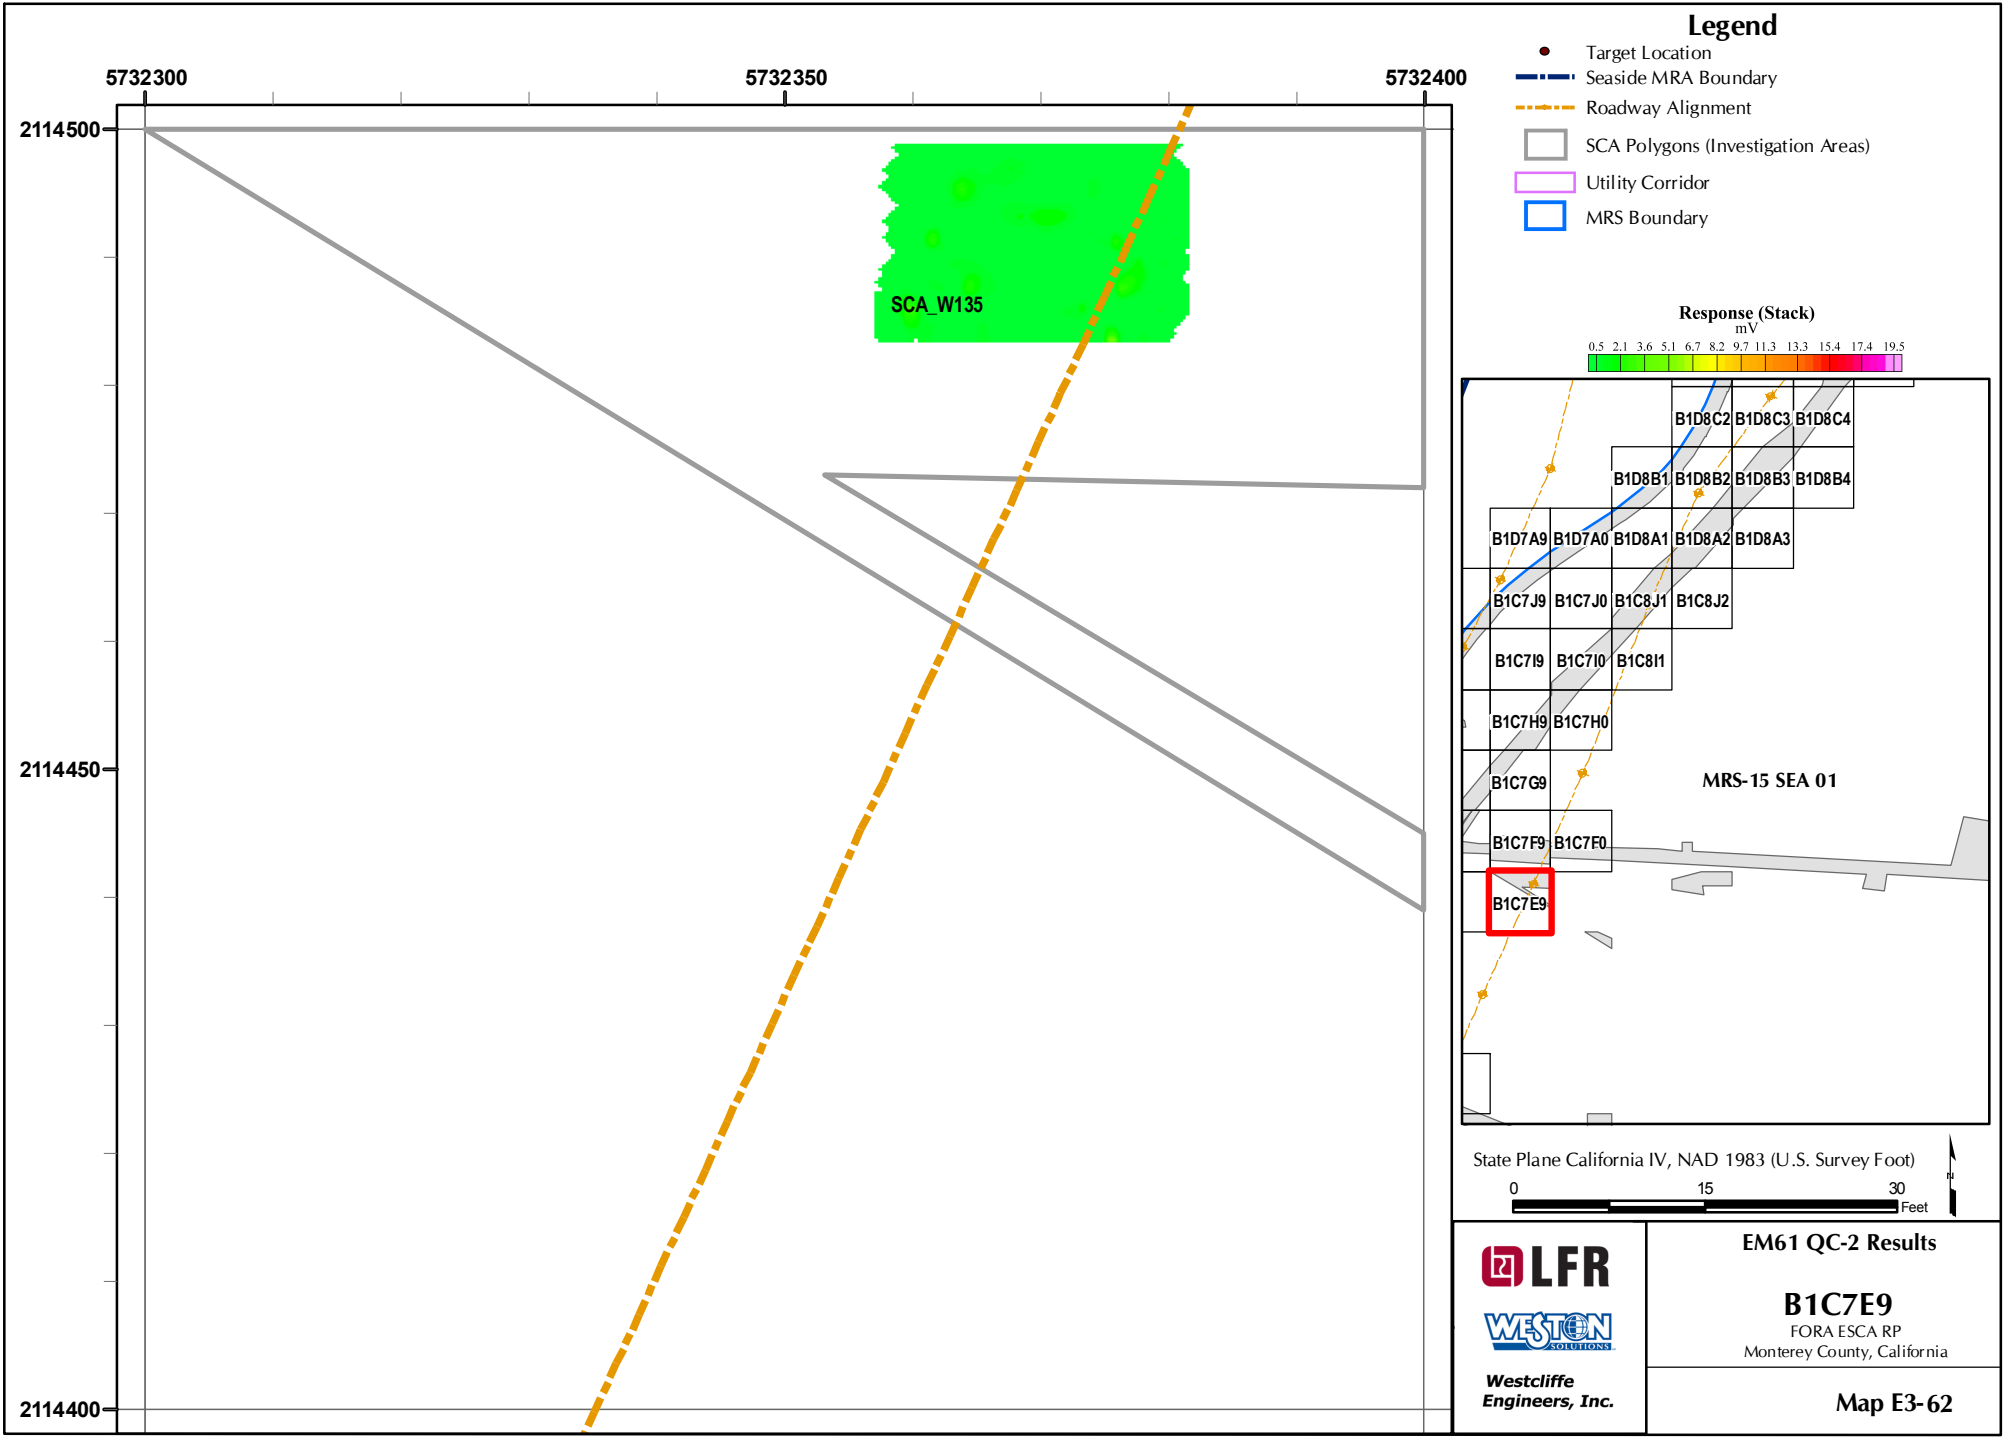 5732300
5732350
5732400
2114500
2114450
2114400
SCA_W135
Legend
Target Location
Seaside MRA Boundary
Roadway Alignment
SCA Polygons (Investigation Areas)
Utility Corridor
MRS Boundary
Response (Stack)
mV
0.5 2.1 3.6 5.1 6.7 8.2 9.7 11.3 13.3 15.4 17.4 19.5
B1D8C2 B1D8C3 B1D8C4
B1D8B1 B1D8B2 B1D8B3 B1D8B4
B1D7A9 B1D7A0 B1D8A1 B1D8A2 B1D8A3
B1C7J9 B1C7J0 B1C8J1 B1C8J2
B1C7I9 B1C7I0 B1C8I1
B1C7H9 B1C7H0
B1C7G9
MRS-15 SEA 01
B1C7F9 B1C7F0
B1C7E9
State Plane California IV, NAD 1983 (U.S. Survey Foot)
0 15 30
Feet
N
LFR
WESTON
SOLUTIONS
Westcliffe
Engineers, Inc.
EM61 QC-2 Results
B1C7E9
FORA ESCA RP
Monterey County, California
Map E3-62